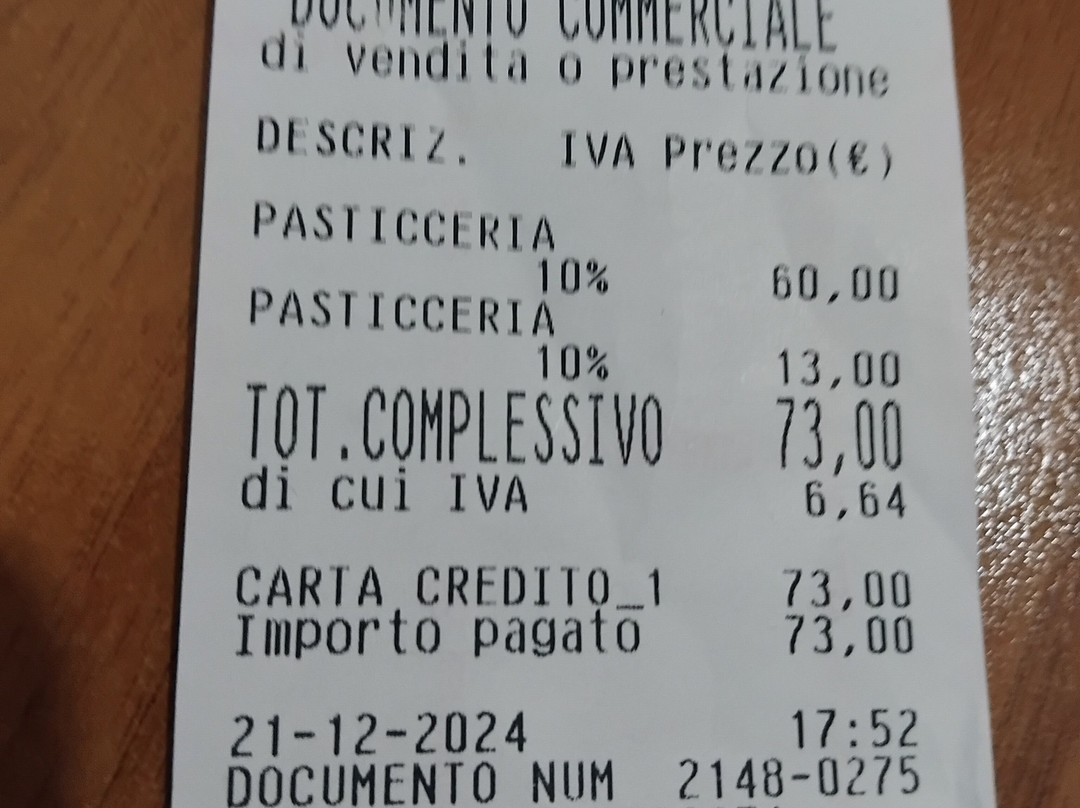 DOCUMENTO COMMERCIALE
di vendita o prestazione
DESCRIZ. IVA Prezzo(€)
PASTICCERIA
10% 60,00
PASTICCERIA
10% 13,00
TOT.COMPLESSIVO 73,00
di cui IVA 6,64
CARTA CREDITO_1 73,00
Importo pagato 73,00
21-12-2024 17:52
DOCUMENTO NUM 2148-0275